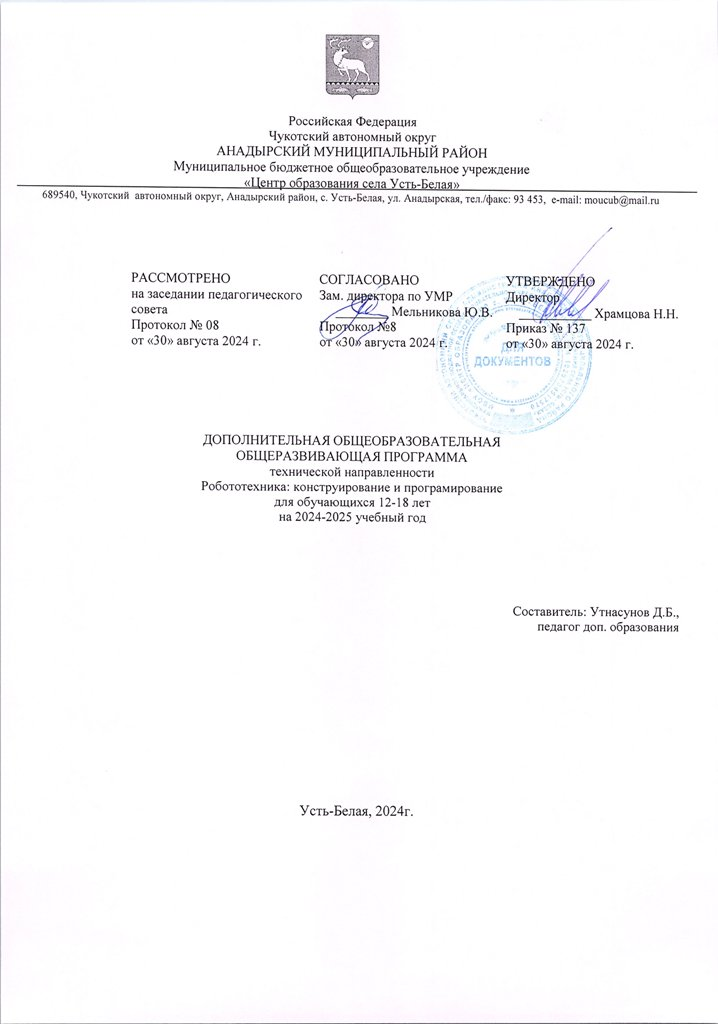 Российская Федерация
Чукотский автономный округ
АНАДЫРСКИЙ МУНИЦИПАЛЬНЫЙ РАЙОН
Муниципальное бюджетное общеобразовательное учреждение
«Центр образования села Усть-Белая»
689540, Чукотский автономный округ, Анадырский район, с. Усть-Белая, ул. Анадырская, тел./факс: 93 453, e-mail: moucub@mail.ru
РАССМОТРЕНО
на заседании педагогического
совета
Протокол № 08
от «30» августа 2024 г.
СОГЛАСОВАНО
Зам. директора по УМР
________ Мельникова Ю.В.
Протокол №8
от «30» августа 2024 г.
УТВЕРЖДЕНО
Директор
___________ Храмцова Н.Н.
Приказ № 137
от «30» августа 2024 г.
ДЛЯ
ДОКУМЕНТОВ
ДОПОЛНИТЕЛЬНАЯ ОБЩЕОБРАЗОВАТЕЛЬНАЯ
ОБЩЕРАЗВИВАЮЩАЯ ПРОГРАММА
технической направленности
Робототехника: конструирование и програмирование
для обучающихся 12-18 лет
на 2024-2025 учебный год
Составитель: Утнасунов Д.Б.,
педагог доп. образования
Усть-Белая, 2024г.